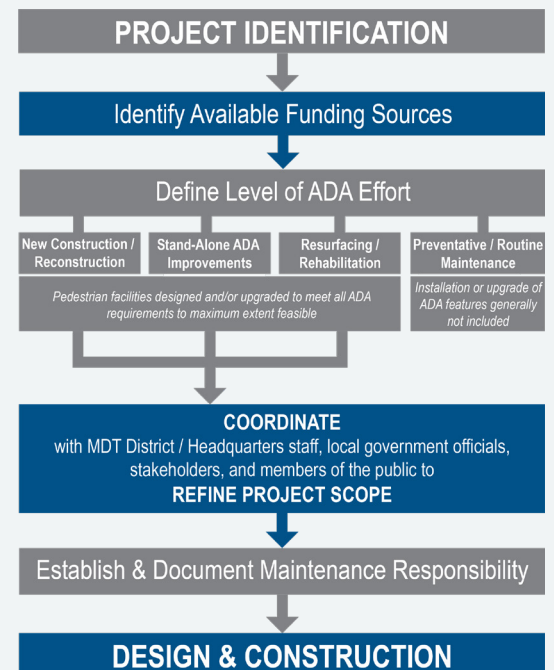 PROJECT IDENTIFICATION
Identify Available Funding Sources
Define Level of ADA Effort
New Construction /
Reconstruction
Stand-Alone ADA
Improvements
Resurfacing /
Rehabilitation
Preventative / Routine
Maintenance
Pedestrian facilities designed and/or upgraded to meet all ADA
requirements to maximum extent feasible
Installation or upgrade of
ADA features generally
not included
COORDINATE
with MDT District / Headquarters staff, local government officials,
stakeholders, and members of the public to
REFINE PROJECT SCOPE
Establish & Document Maintenance Responsibility
DESIGN & CONSTRUCTION